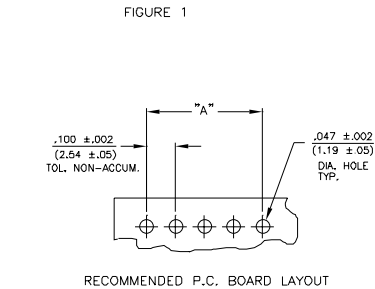 FIGURE 1
"A"
.100 ±.002
(2.54 ±.05)
TOL. NON-ACCUM.
.047 ±.002
(1.19 ±.05)
DIA. HOLE
TYP.
RECOMMENDED P.C. BOARD LAYOUT